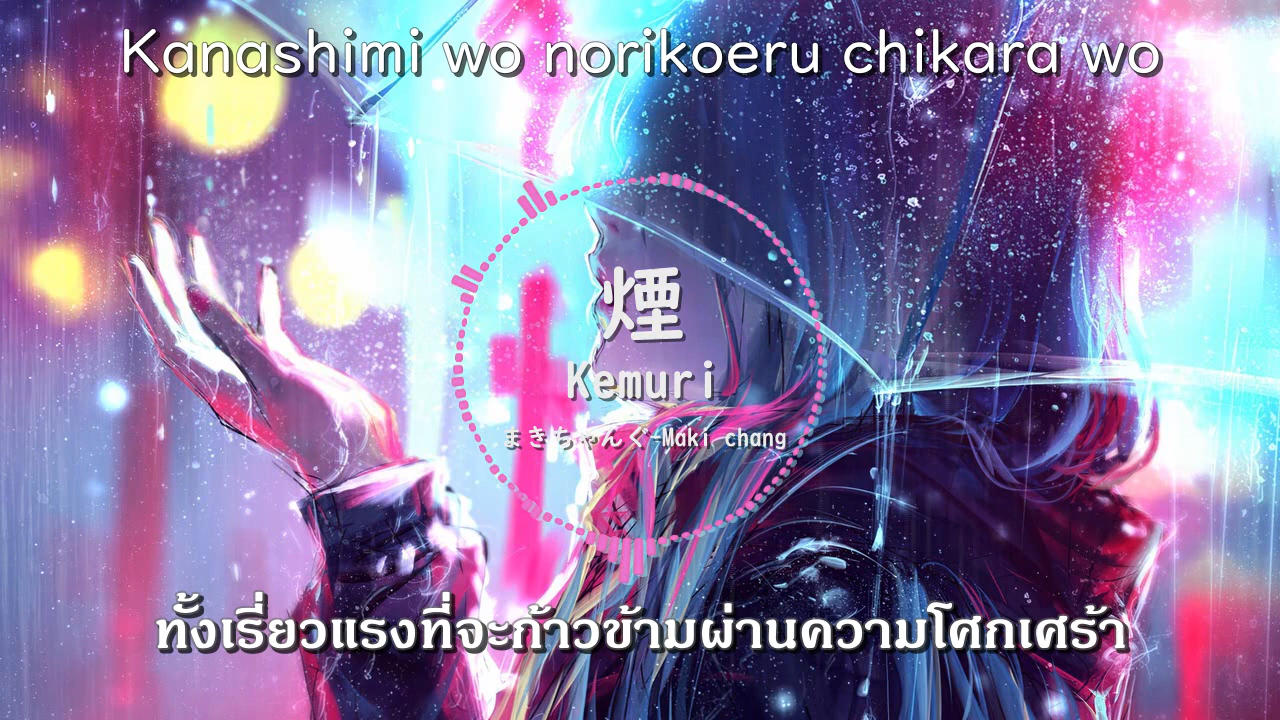 Kanashimi wo norikoeru chikara wo
煙
Kemuri
まきちゃんぐ-Maki chang
ทั้งเรี่ยวแรงที่จะก้าวข้ามผ่านความโศกเศร้า